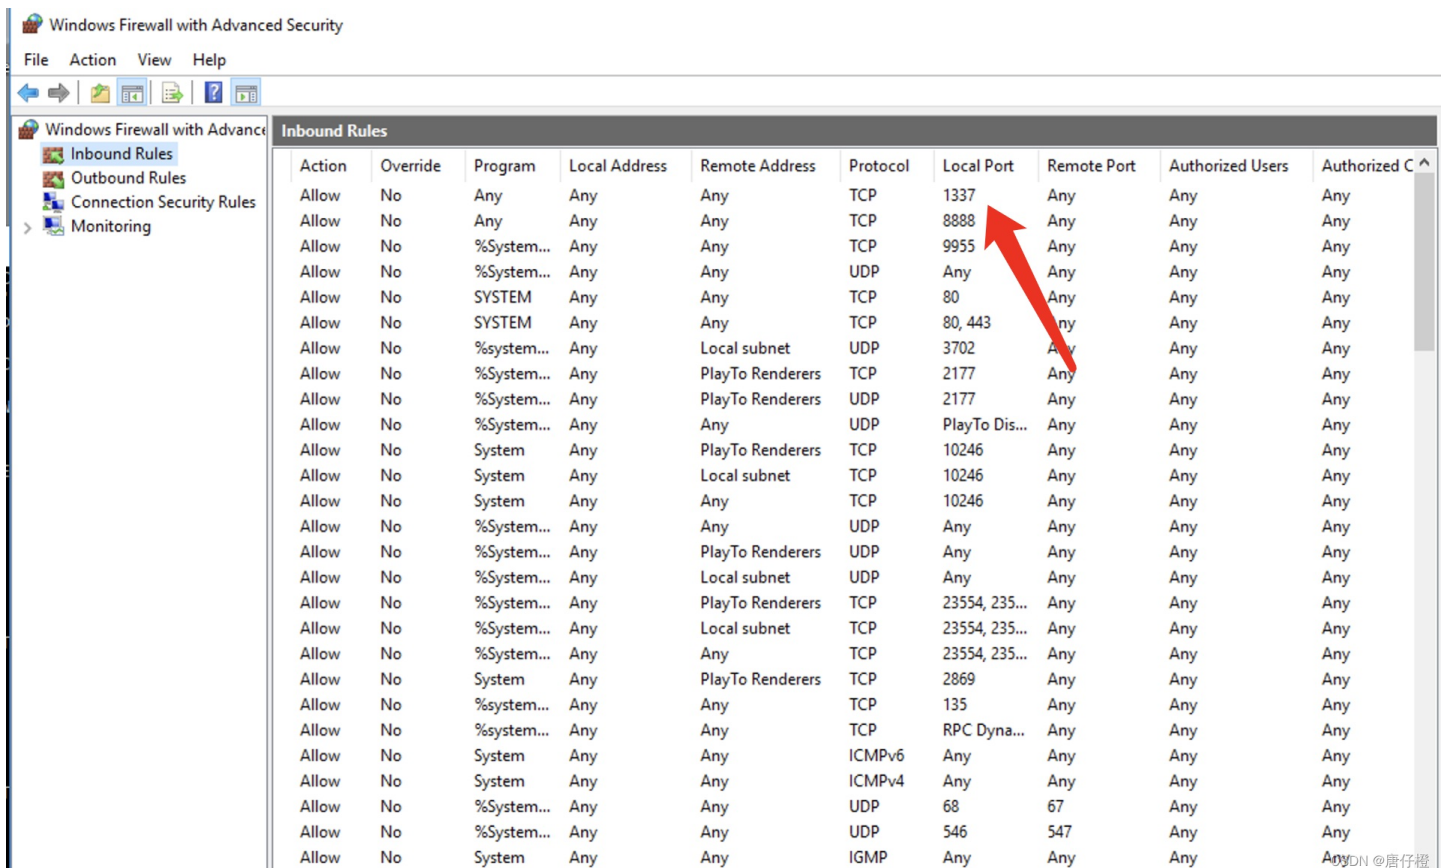 Windows Firewall with Advanced Security
File Action View Help
Windows Firewall with Advance
Inbound Rules
Outbound Rules
Connection Security Rules
Monitoring
Inbound Rules
Action Override Program Local Address Remote Address Protocol Local Port Remote Port Authorized Users Authorized C
Allow No Any Any Any TCP 1337 Any Any Any
Allow No Any Any Any TCP 8888 Any Any Any
Allow No %System... Any Any TCP 9955 Any Any Any
Allow No %System... Any Any UDP Any Any Any Any
Allow No SYSTEM Any Any TCP 80 Any Any Any
Allow No SYSTEM Any Any TCP 80, 443 Any Any Any
Allow No %system... Any Local subnet UDP 3702 Any Any Any
Allow No %System... Any PlayTo Renderers TCP 2177 Any Any Any
Allow No %System... Any PlayTo Renderers UDP 2177 Any Any Any
Allow No %System... Any Any UDP PlayTo Dis... Any Any Any
Allow No System Any PlayTo Renderers TCP 10246 Any Any Any
Allow No System Any Local subnet TCP 10246 Any Any Any
Allow No System Any Any TCP 10246 Any Any Any
Allow No %System... Any Any UDP Any Any Any Any
Allow No %System... Any PlayTo Renderers UDP Any Any Any Any
Allow No %System... Any Local subnet UDP Any Any Any Any
Allow No %System... Any PlayTo Renderers TCP 23554, 235... Any Any Any
Allow No %System... Any Local subnet TCP 23554, 235... Any Any Any
Allow No %System... Any Any TCP 23554, 235... Any Any Any
Allow No System Any PlayTo Renderers TCP 2869 Any Any Any
Allow No %system... Any Any TCP 135 Any Any Any
Allow No %system... Any Any TCP RPC Dyna... Any Any Any
Allow No System Any Any ICMPv6 Any Any Any Any
Allow No System Any Any ICMPv4 Any Any Any Any
Allow No %System... Any Any UDP 68 67 Any Any
Allow No %System... Any Any UDP 546 547 Any Any
Allow No System Any Any IGMP Any Any Any Any
CSDN @唐仔橙